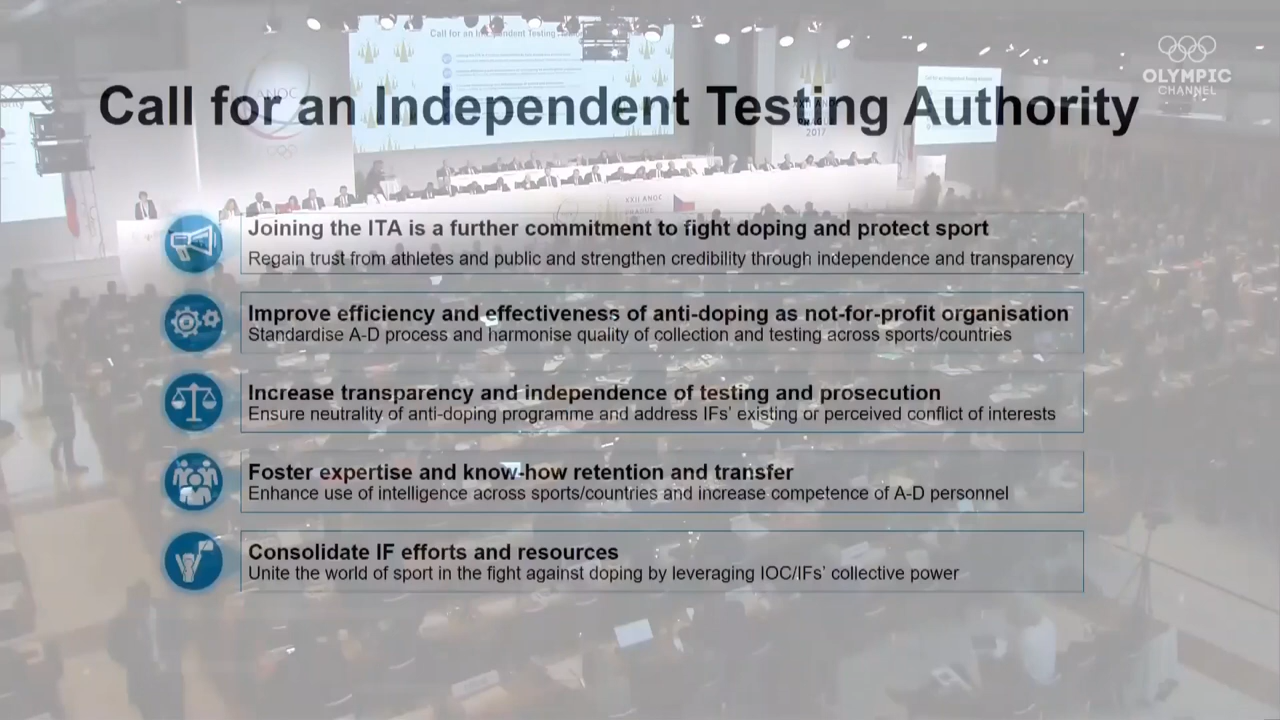 Call for an Independent Testing Authority
OLYMPIC
CHANNEL
ANOC
2017
Joining the ITA is a further commitment to fight doping and protect sport
Regain trust from athletes and public and strengthen credibility through independence and transparency
Improve efficiency and effectiveness of anti-doping as not-for-profit organisation
Standardise A-D process and harmonise quality of collection and testing across sports/countries
Increase transparency and independence of testing and prosecution
Ensure neutrality of anti-doping programme and address IFs' existing or perceived conflict of interests
Foster expertise and know-how retention and transfer
Enhance use of intelligence across sports/countries and increase competence of A-D personnel
Consolidate IF efforts and resources
Unite the world of sport in the fight against doping by leveraging IOC/IFs' collective power